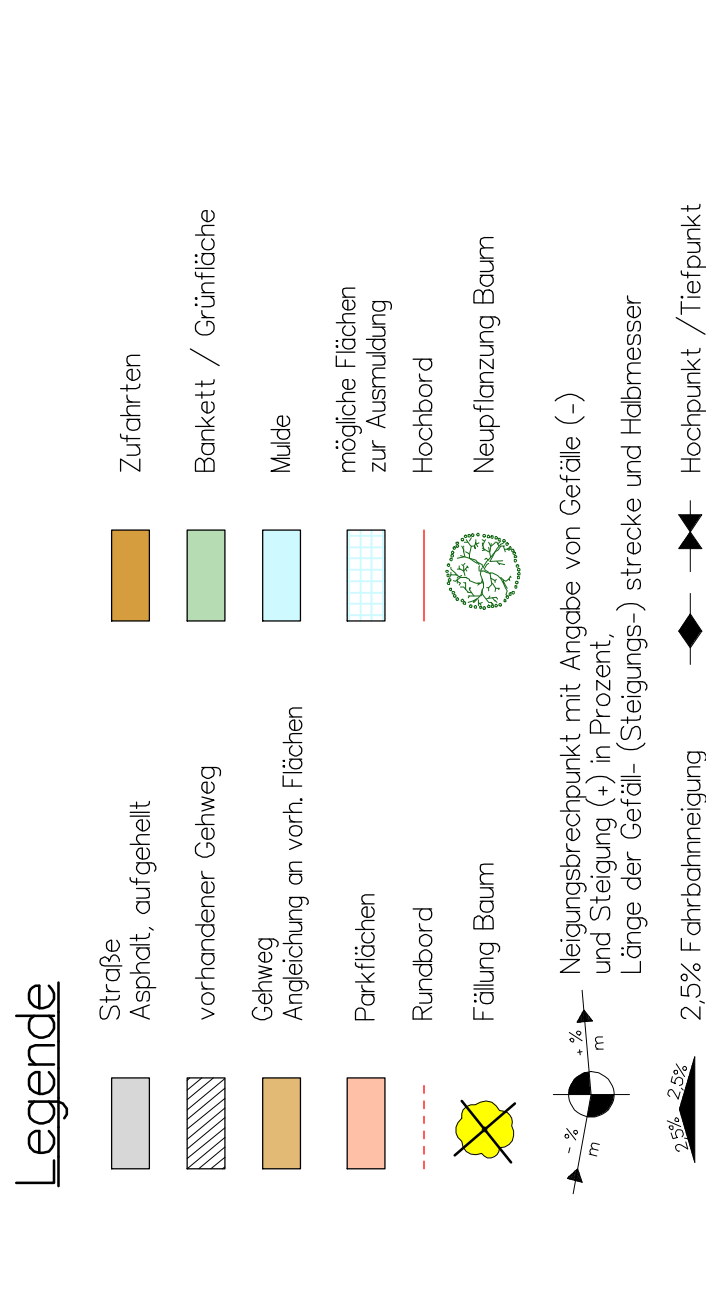 Legende
Straße
Asphalt, aufgehellt
Zufahrten
vorhandener Gehweg
Bankett / Grünfläche
Gehweg
Angleichung an vorh. Flächen
Mulde
Parkflächen
mögliche Flächen
zur Ausmuldung
Rundbord
Hochbord
Fällung Baum
Neupflanzung Baum
- %
m
+ %
m
Neigungsbrechpunkt mit Angabe von Gefälle (-)
und Steigung (+) in Prozent,
Länge der Gefäll- (Steigungs-) strecke und Halbmesser
2,5% 2,5%
2,5% Fahrbahnneigung
Hochpunkt /Tiefpunkt